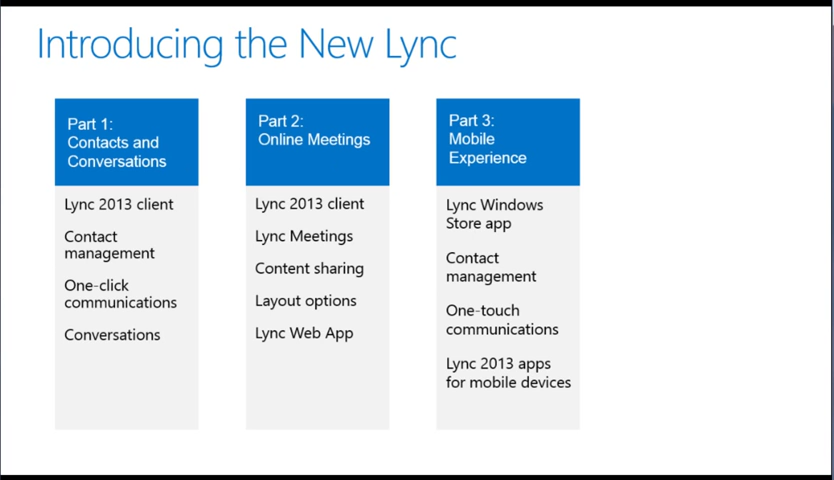 Introducing the New Lync
Part 1:
Contacts and
Conversations
Lync 2013 client
Contact
management
One-click
communications
Conversations
Part 2:
Online Meetings
Lync 2013 client
Lync Meetings
Content sharing
Layout options
Lync Web App
Part 3:
Mobile
Experience
Lync Windows
Store app
Contact
management
One-touch
communications
Lync 2013 apps
for mobile devices